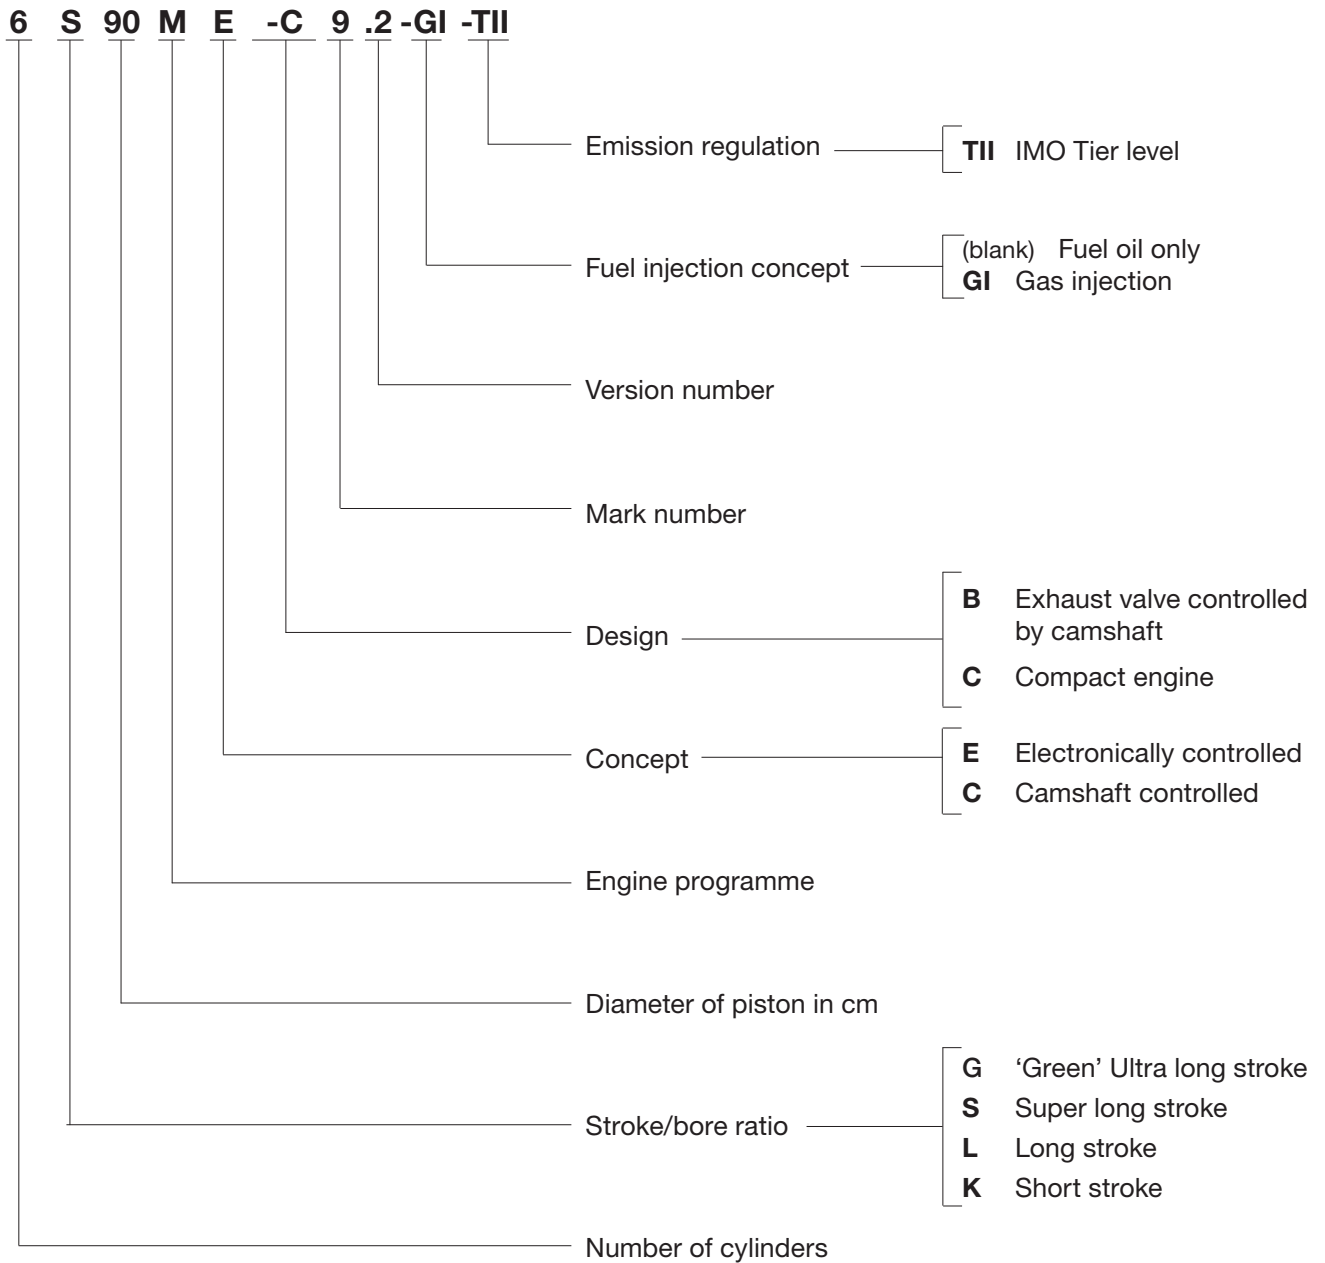 6 S 90 M E -C 9 .2 -GI -TII
Emission regulation
TII IMO Tier level
Fuel injection concept
(blank) Fuel oil only
GI Gas injection
Version number
Mark number
Design
B Exhaust valve controlled
by camshaft
C Compact engine
Concept
E Electronically controlled
C Camshaft controlled
Engine programme
Diameter of piston in cm
Stroke/bore ratio
G ‘Green’ Ultra long stroke
S Super long stroke
L Long stroke
K Short stroke
Number of cylinders